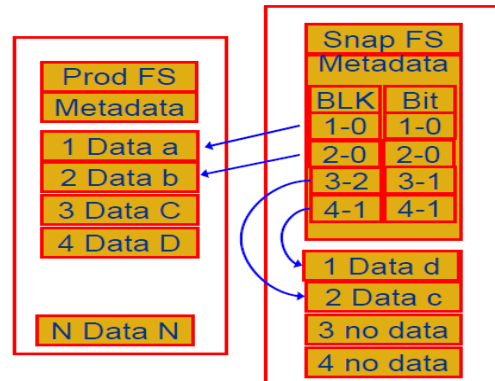 Prod FS
Metadata
1 Data a
2 Data b
3 Data C
4 Data D
N Data N
Snap FS
Metadata
BLK Bit
1-0 1-0
2-0 2-0
3-2 3-1
4-1 4-1
1 Data d
2 Data c
3 no data
4 no data